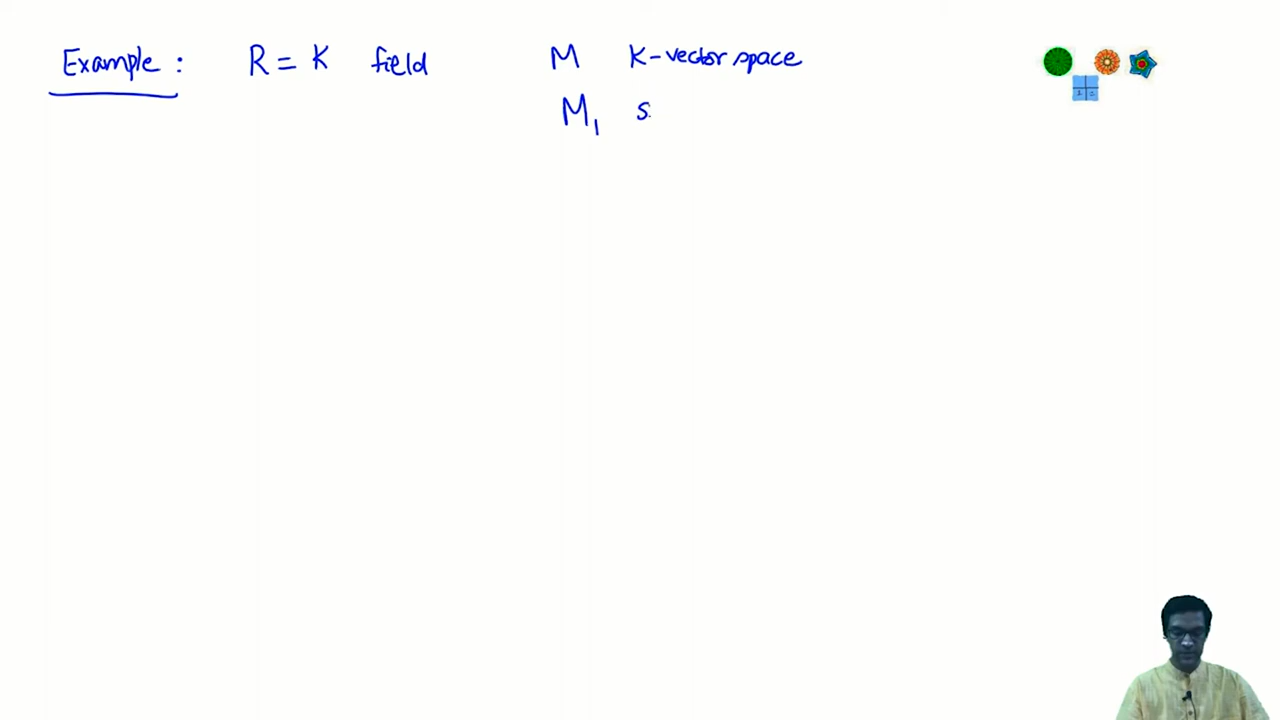 Example : R = K field M K-vector space
M₁ s